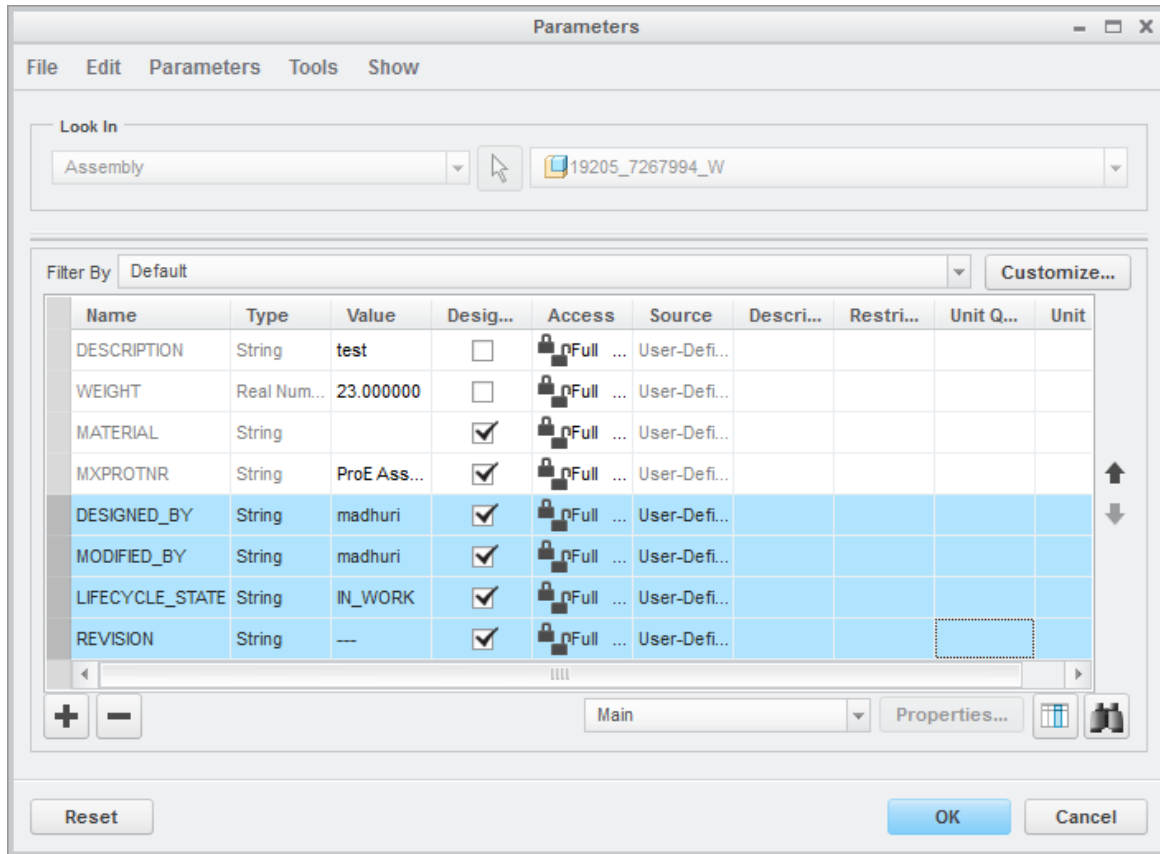 Parameters
File Edit Parameters Tools Show
Look In
Assembly 19205_7267994_W
Filter By Default Customize...
Name Type Value Desig... Access Source Descri... Restri... Unit Q... Unit
DESCRIPTION String test Full ... User-Defi...
WEIGHT Real Num... 23.000000 Full ... User-Defi...
MATERIAL String Full ... User-Defi...
MXPROTNR String ProE Ass... Full ... User-Defi...
DESIGNED_BY String madhuri Full ... User-Defi...
MODIFIED_BY String madhuri Full ... User-Defi...
LIFECYCLE_STATE String IN_WORK Full ... User-Defi...
REVISION String --- Full ... User-Defi...
Main Properties...
Reset OK Cancel